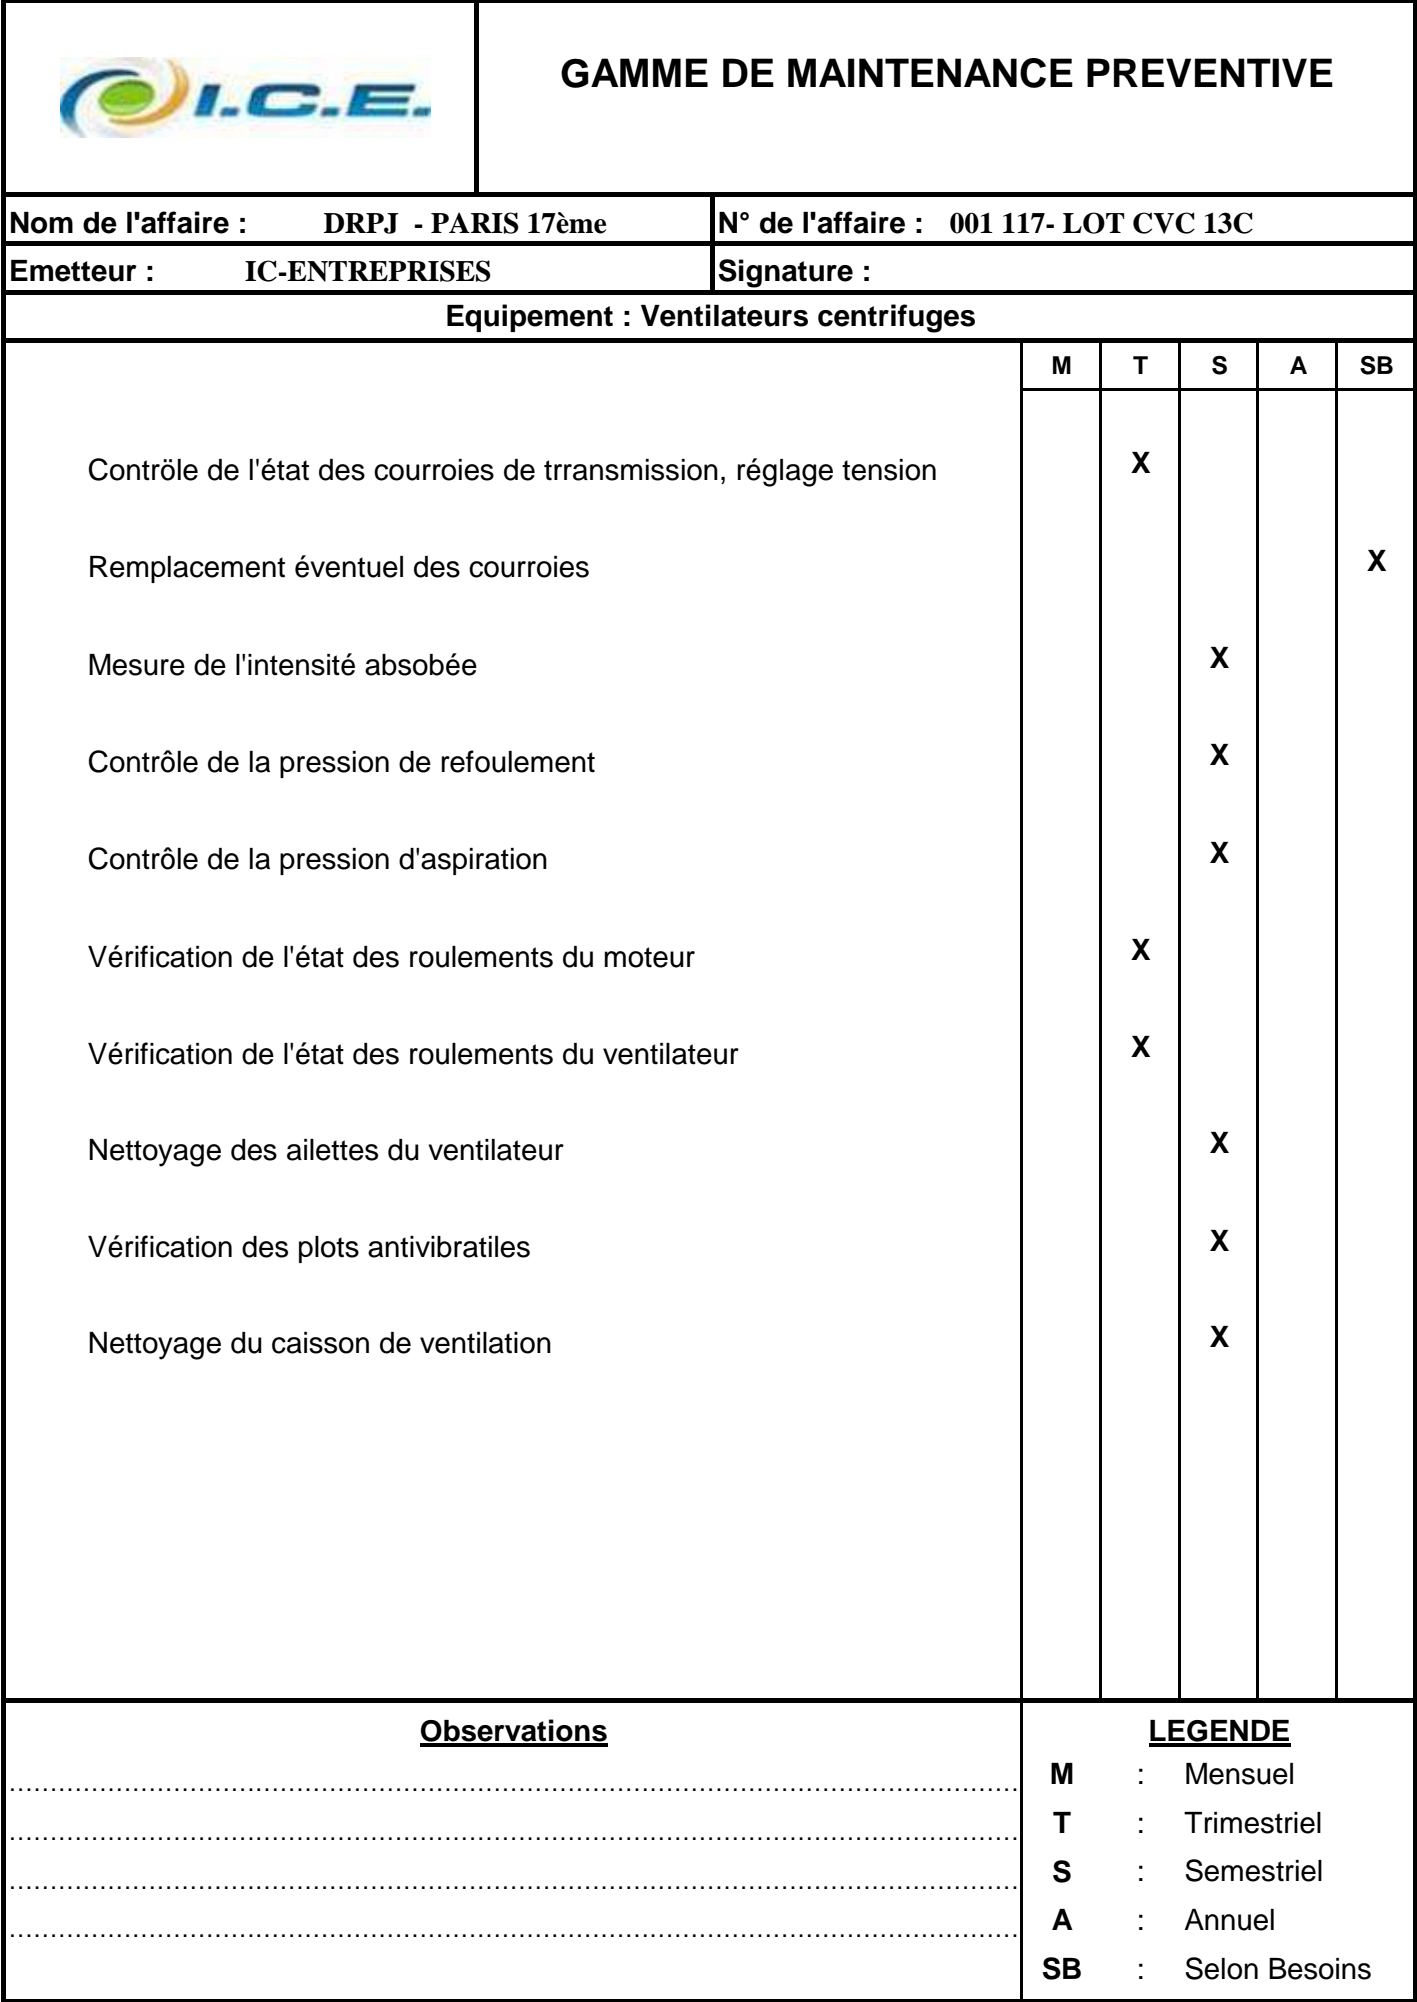 I.C.E.
GAMME DE MAINTENANCE PREVENTIVE
Nom de l'affaire : DRPJ - PARIS 17ème N° de l'affaire : 001 117- LOT CVC 13C
Emetteur : IC-ENTREPRISES Signature :
Equipement : Ventilateurs centrifuges
M T S A SB
Contröle de l'état des courroies de trransmission, réglage tension X
Remplacement éventuel des courroies X
Mesure de l'intensité absobée X
Contrôle de la pression de refoulement X
Contrôle de la pression d'aspiration X
Vérification de l'état des roulements du moteur X
Vérification de l'état des roulements du ventilateur X
Nettoyage des ailettes du ventilateur X
Vérification des plots antivibratiles X
Nettoyage du caisson de ventilation X
Observations
LEGENDE
M : Mensuel
T : Trimestriel
S : Semestriel
A : Annuel
SB : Selon Besoins